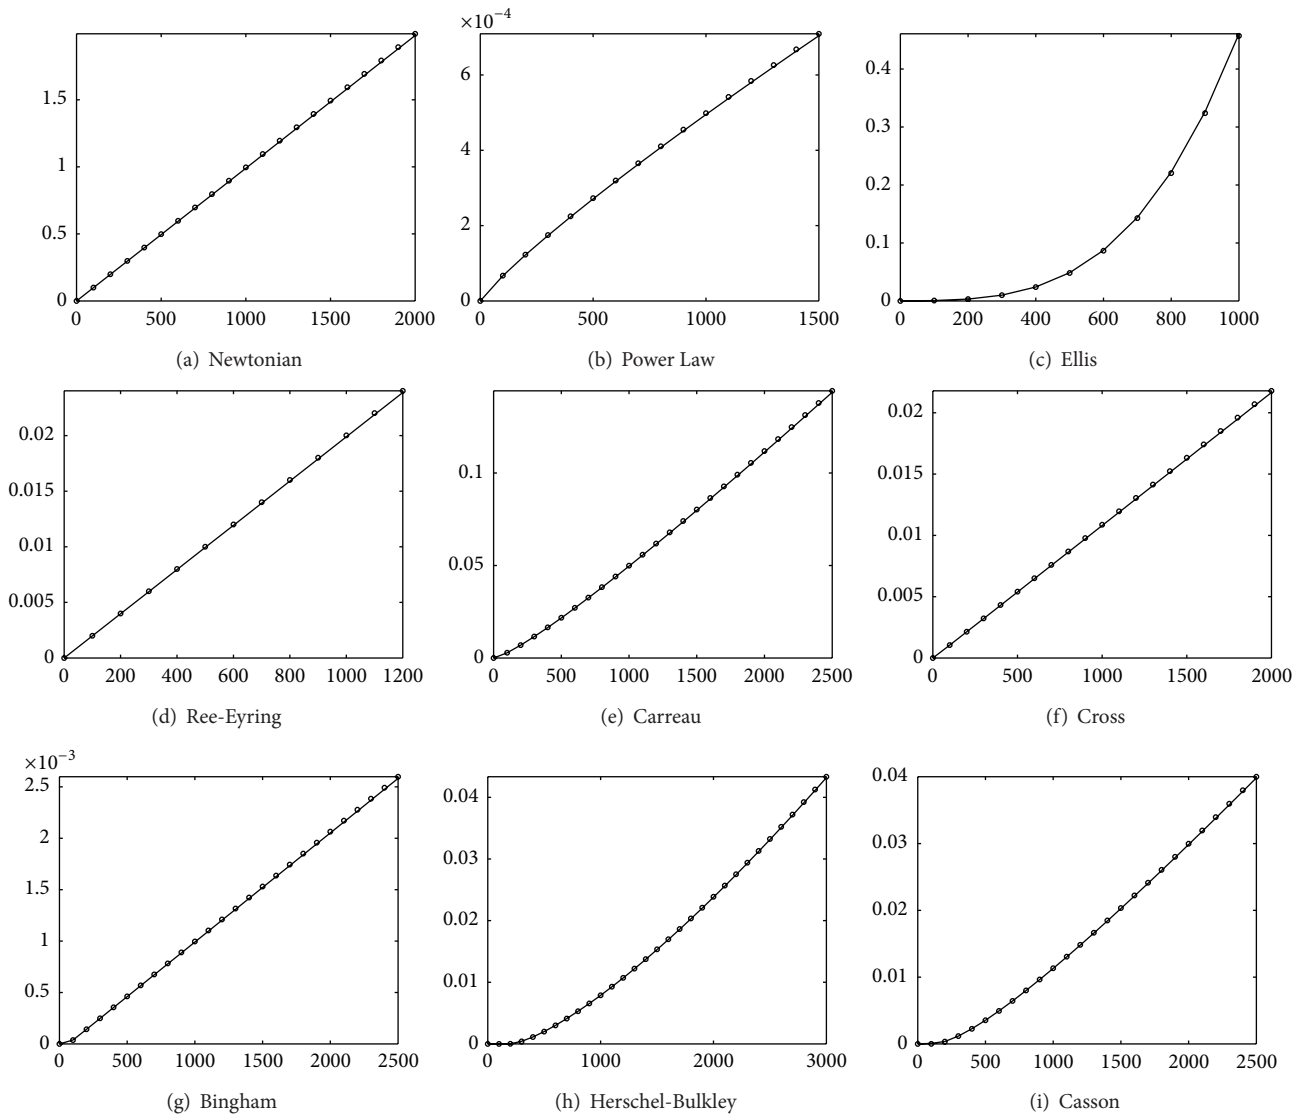 ×10⁻⁴
1.5
1
0.5
0
0 500 1000 1500 2000
(a) Newtonian
6
4
2
0
0 500 1000 1500
(b) Power Law
0.4
0.3
0.2
0.1
0
0 200 400 600 800 1000
(c) Ellis
0.02
0.015
0.01
0.005
0
0 200 400 600 800 1000 1200
(d) Ree-Eyring
0.1
0.05
0
0 500 1000 1500 2000 2500
(e) Carreau
0.02
0.015
0.01
0.005
0
0 500 1000 1500 2000
(f) Cross
×10⁻³
2.5
2
1.5
1
0.5
0
0 500 1000 1500 2000 2500
(g) Bingham
0.04
0.03
0.02
0.01
0
0 1000 2000 3000
(h) Herschel-Bulkley
0.04
0.03
0.02
0.01
0
0 500 1000 1500 2000 2500
(i) Casson